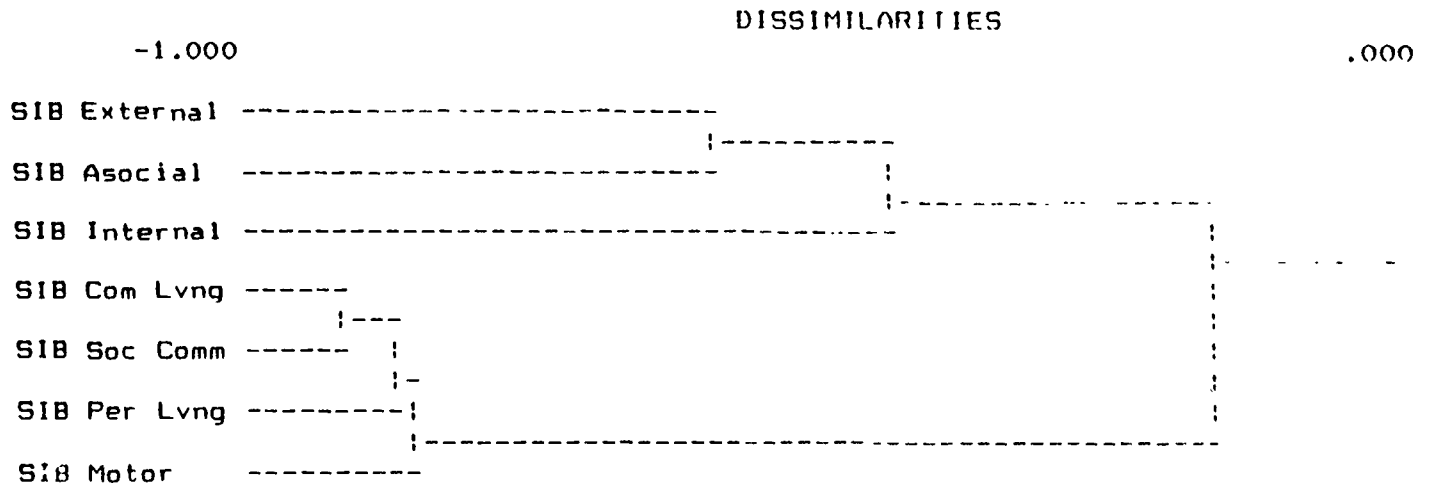 DISSIMILARITIES
-1.000 .000
SIB External
SIB Asocial
SIB Internal
SIB Com Lvng
SIB Soc Comm
SIB Per Lvng
SIB Motor